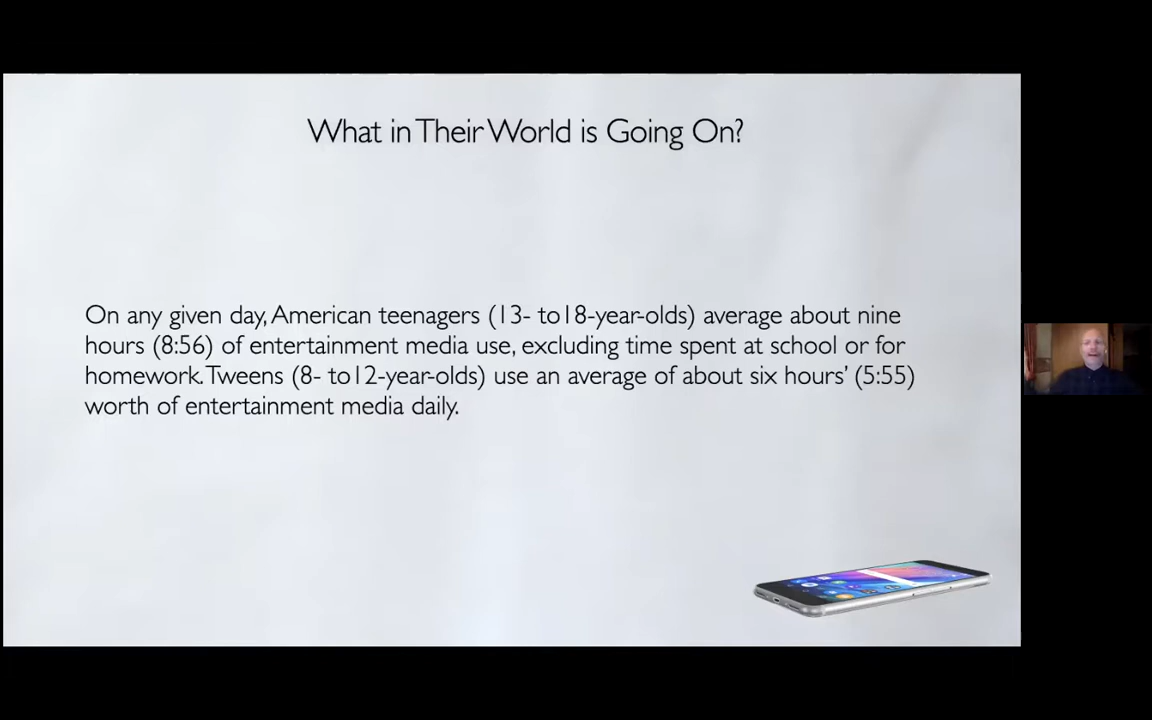 What in Their World is Going On?
On any given day, American teenagers (13- to18-year-olds) average about nine
hours (8:56) of entertainment media use, excluding time spent at school or for
homework. Tweens (8- to12-year-olds) use an average of about six hours’ (5:55)
worth of entertainment media daily.